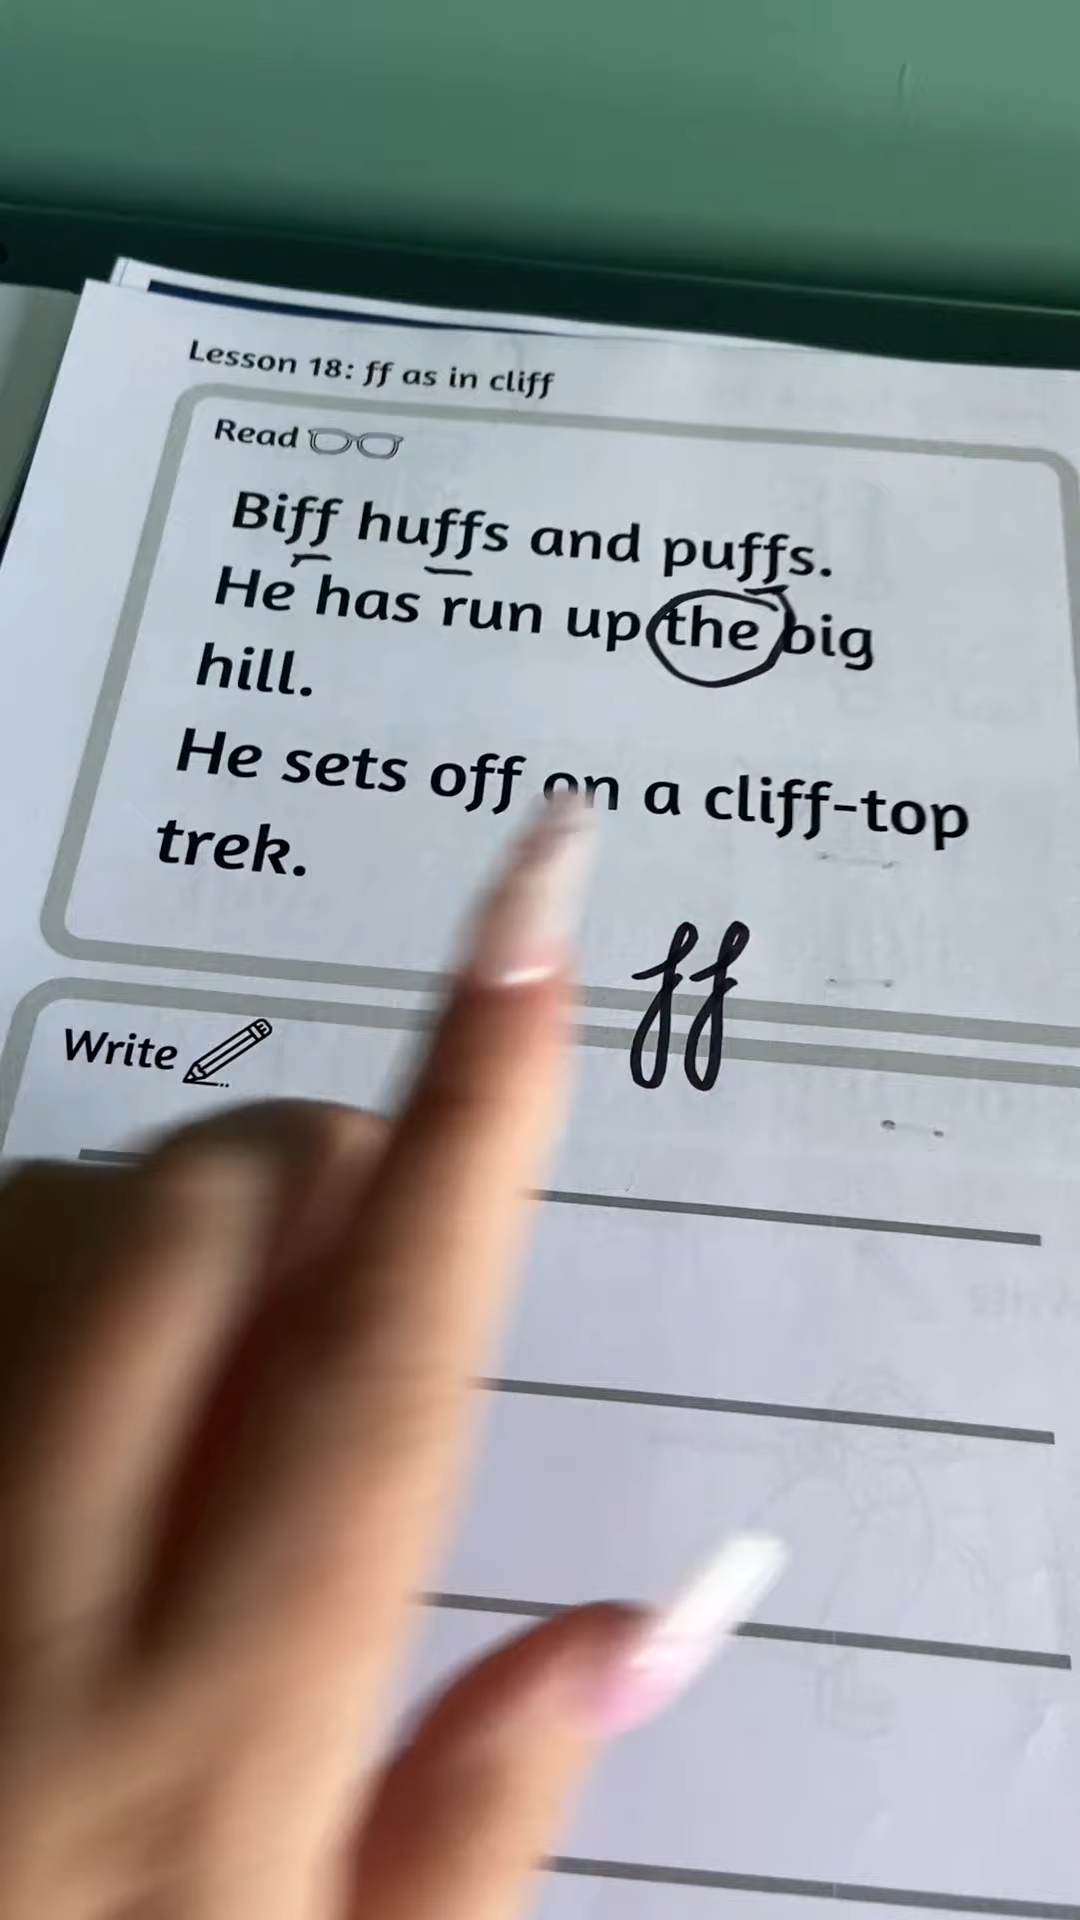 Lesson 18: ff as in cliff
Read
Biff huffs and puffs.
He has run up the big
hill.
He sets off on a cliff-top
trek.
ff
Write